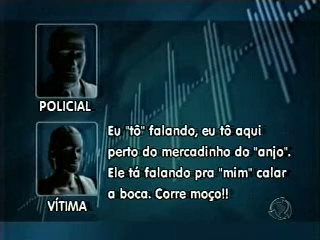 POLICIAL
Eu "tô" falando, eu tô aqui
perto do mercadinho do "anjo".
Ele tá falando pra "mim" calar
a boca. Corre moço!!
VÍTIMA